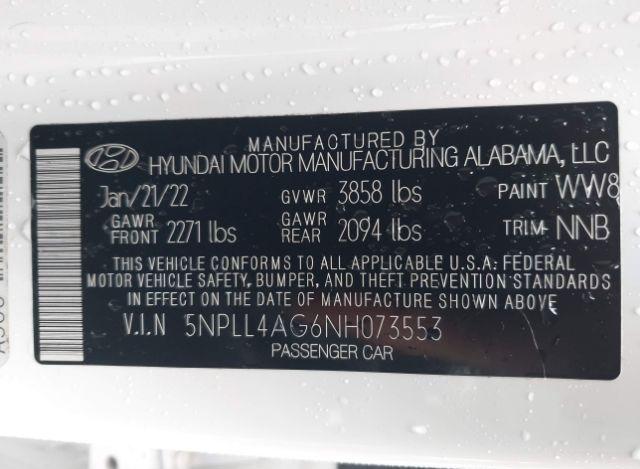 MANUFACTURED BY
HYUNDAI MOTOR MANUFACTURING ALABAMA, LLC
Jan/21/22 GVWR 3858 lbs PAINT WW8
GAWR FRONT 2271 lbs GAWR REAR 2094 lbs TRIM NNB
THIS VEHICLE CONFORMS TO ALL APPLICABLE U.S.A. FEDERAL
MOTOR VEHICLE SAFETY, BUMPER, AND THEFT PREVENTION STANDARDS
IN EFFECT ON THE DATE OF MANUFACTURE SHOWN ABOVE
V.I.N 5NPLL4AG6NH073553
PASSENGER CAR